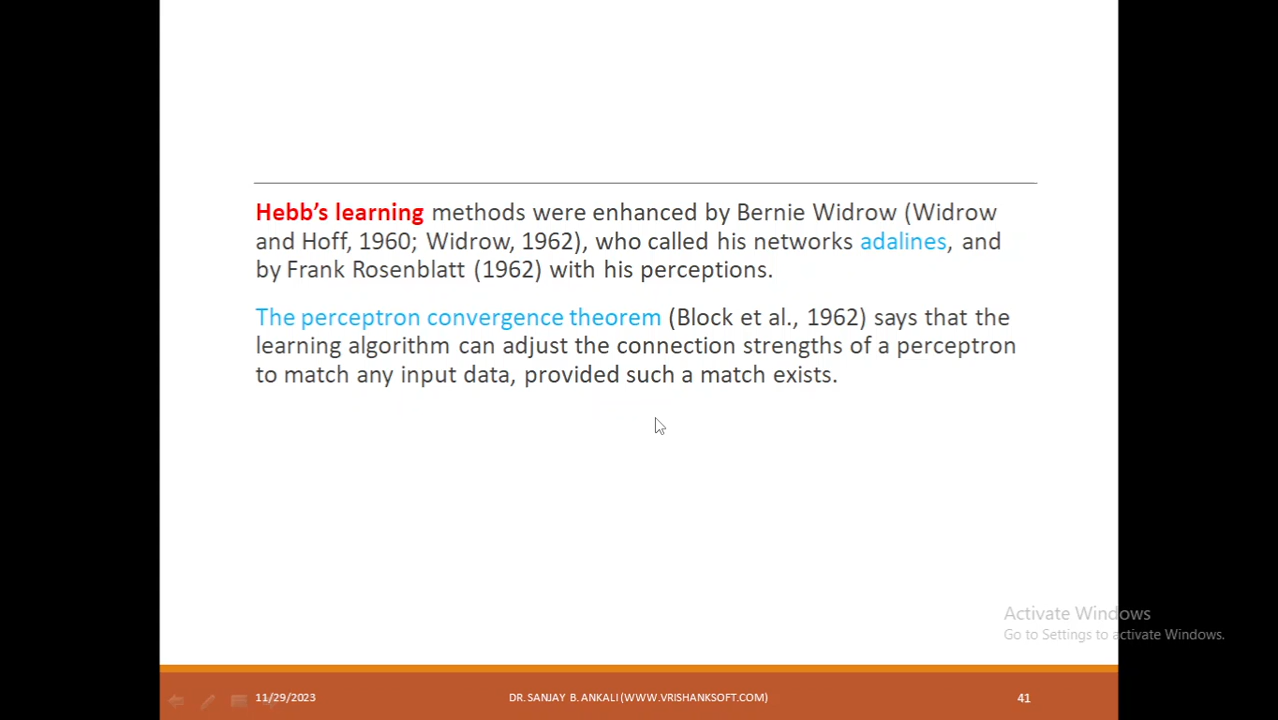 Hebb’s learning methods were enhanced by Bernie Widrow (Widrow
and Hoff, 1960; Widrow, 1962), who called his networks adalines, and
by Frank Rosenblatt (1962) with his perceptions.
The perceptron convergence theorem (Block et al., 1962) says that the
learning algorithm can adjust the connection strengths of a perceptron
to match any input data, provided such a match exists.
Activate Windows
Go to Settings to activate Windows.
11/29/2023
DR. SANJAY B. ANKALI (WWW.VRISHANKSOFT.COM)
41